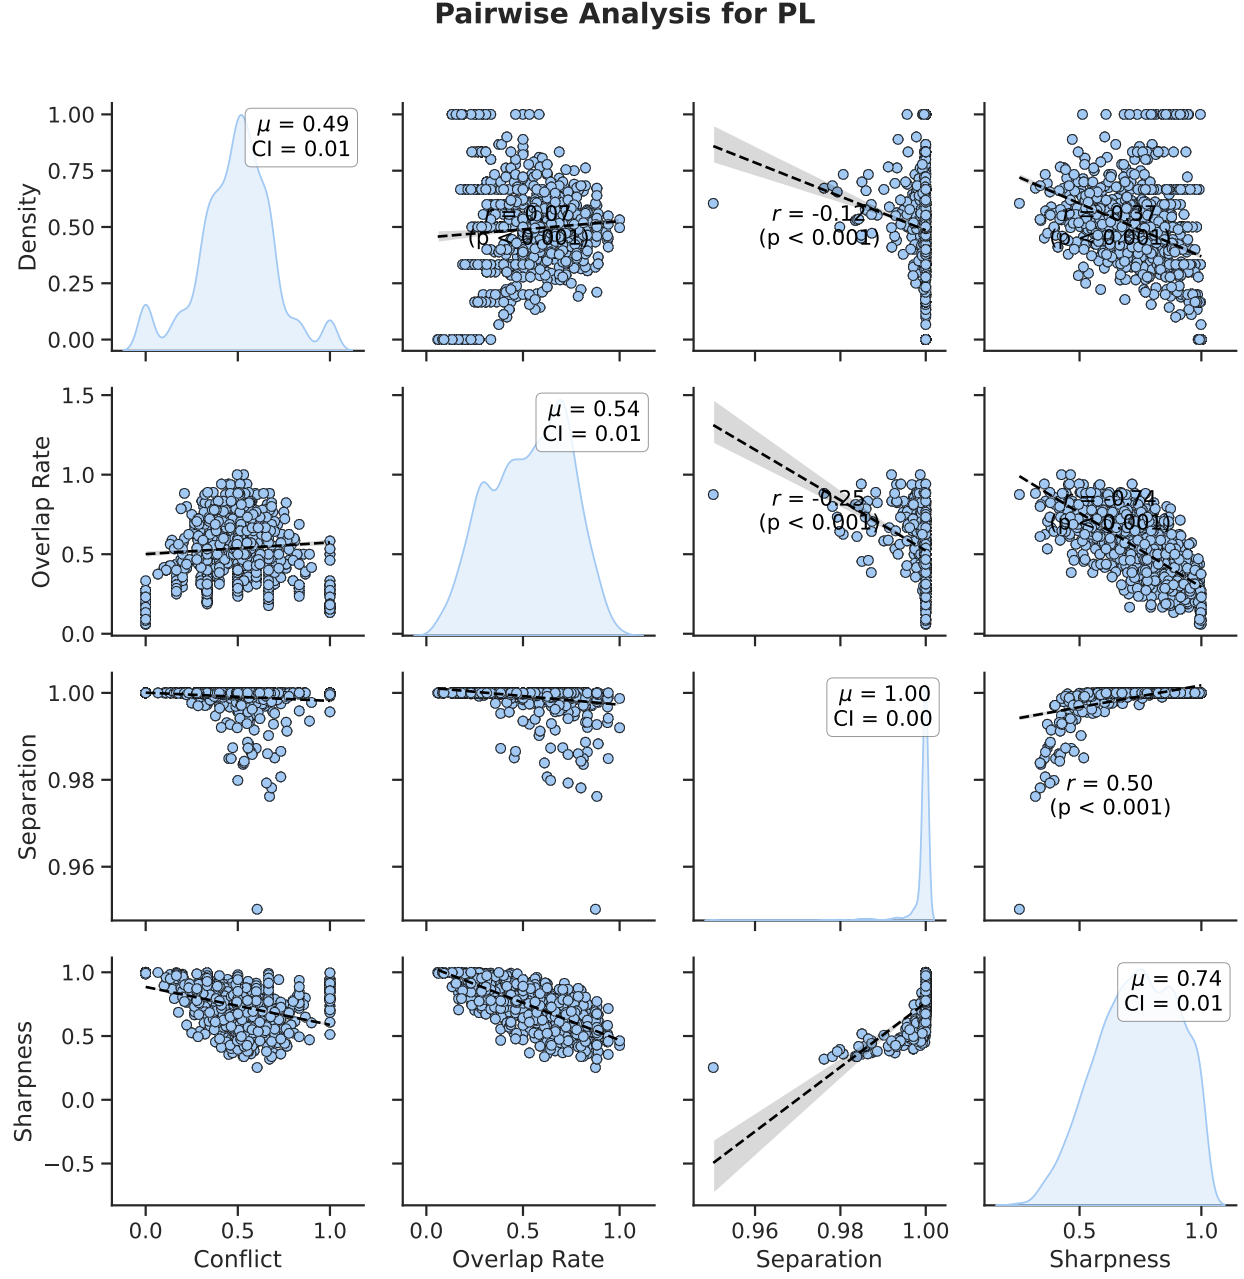 Pairwise Analysis for PL
1.00
0.75
0.50
0.25
0.00
Density
μ = 0.49
CI = 0.01
r = 0.07
(p < 0.001)
r = -0.12
(p < 0.001)
r = -0.37
(p < 0.001)
1.5
1.0
0.5
0.0
Overlap Rate
μ = 0.54
CI = 0.01
r = -0.25
(p < 0.001)
r = -0.74
(p < 0.001)
1.00
0.98
0.96
Separation
μ = 1.00
CI = 0.00
r = 0.50
(p < 0.001)
1.0
0.5
0.0
−0.5
Sharpness
μ = 0.74
CI = 0.01
0.0 0.5 1.0
Conflict
0.0 0.5 1.0
Overlap Rate
0.96 0.98 1.00
Separation
0.5 1.0
Sharpness